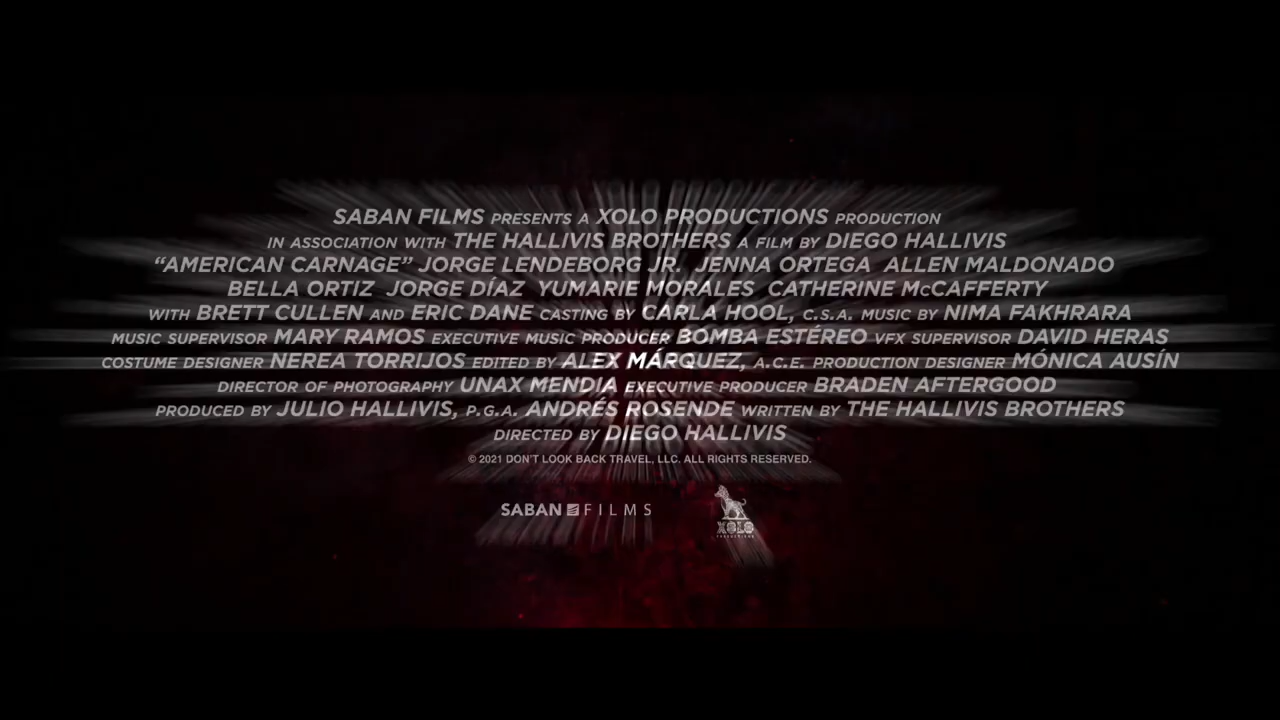 SABAN FILMS PRESENTS A XOLO PRODUCTIONS PRODUCTION
IN ASSOCIATION WITH THE HALLIVIS BROTHERS A FILM BY DIEGO HALLIVIS
“AMERICAN CARNAGE” JORGE LENDEBORG JR. JENNA ORTEGA ALLEN MALDONADO
BELLA ORTIZ JORGE DÍAZ YUMARIE MORALES CATHERINE McCAFFERTY
WITH BRETT CULLEN AND ERIC DANE CASTING BY CARLA HOOL, C.S.A. MUSIC BY NIMA FAKHRARA
MUSIC SUPERVISOR MARY RAMOS EXECUTIVE MUSIC PRODUCER BOMBA ESTÉREO VFX SUPERVISOR DAVID HERAS
COSTUME DESIGNER NEREA TORRIJOS EDITED BY ALEX MÁRQUEZ, A.C.E. PRODUCTION DESIGNER MÓNICA AUSÍN
DIRECTOR OF PHOTOGRAPHY UNAX MENDIA EXECUTIVE PRODUCER BRADEN AFTERGOOD
PRODUCED BY JULIO HALLIVIS, P.G.A. ANDRÉS ROSENDE WRITTEN BY THE HALLIVIS BROTHERS
DIRECTED BY DIEGO HALLIVIS
© 2021 DON'T LOOK BACK TRAVEL, LLC. ALL RIGHTS RESERVED.
SABAN FILMS
XOLO
PRODUCTIONS